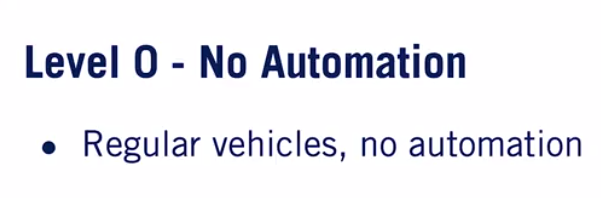 Level 0 - No Automation
• Regular vehicles, no automation